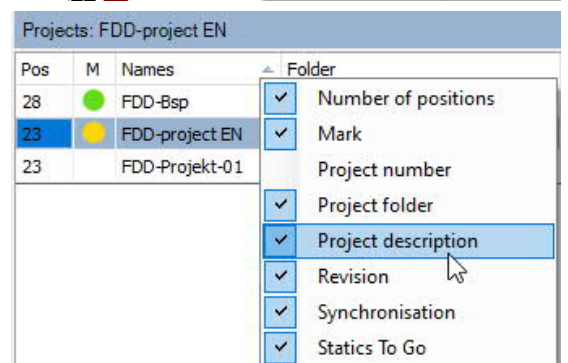 Projects: FDD-project EN
Pos M Names Folder
28 FDD-Bsp
23 FDD-project EN
23 FDD-Projekt-01
Number of positions
Mark
Project number
Project folder
Project description
Revision
Synchronisation
Statics To Go